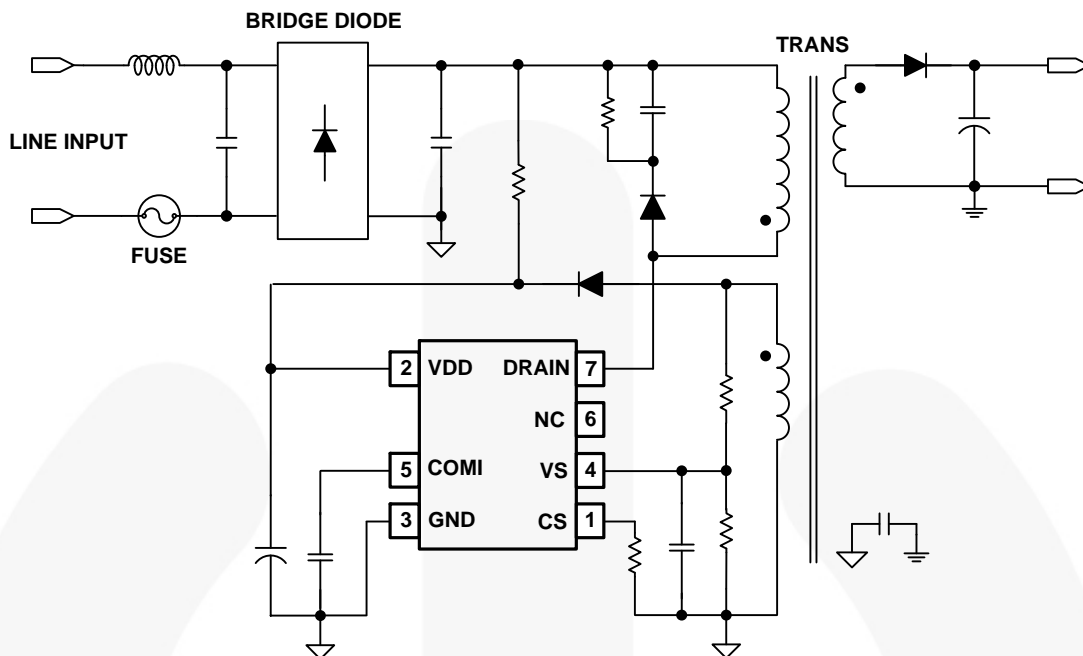 BRIDGE DIODE
TRANS
LINE INPUT
FUSE
2 VDD DRAIN 7
NC 6
5 COMI VS 4
3 GND CS 1